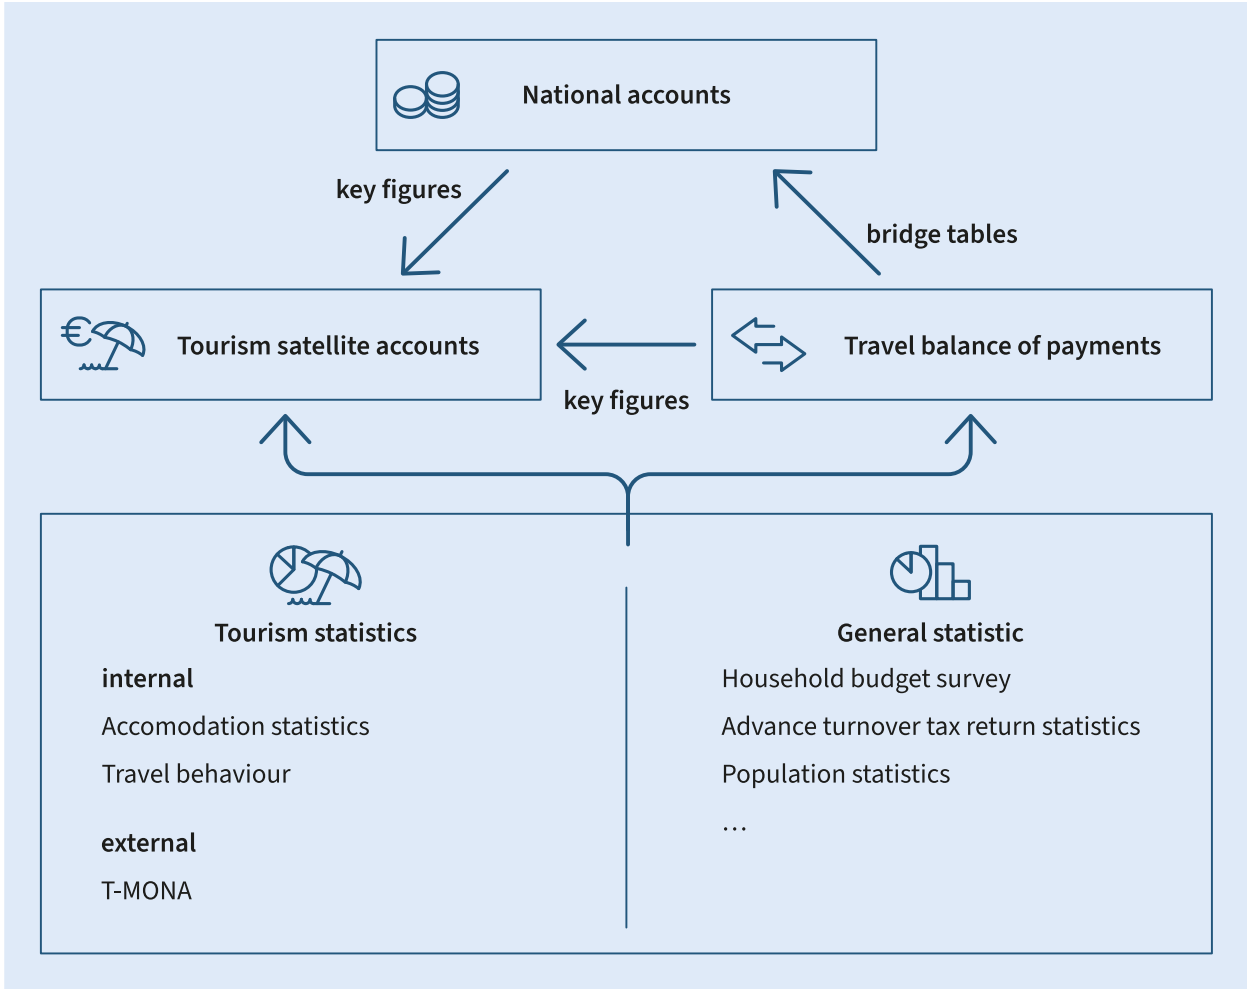 National accounts
key figures
bridge tables
Tourism satellite accounts
Travel balance of payments
key figures
Tourism statistics
internal
Accomodation statistics
Travel behaviour
external
T-MONA
General statistic
Household budget survey
Advance turnover tax return statistics
Population statistics
…